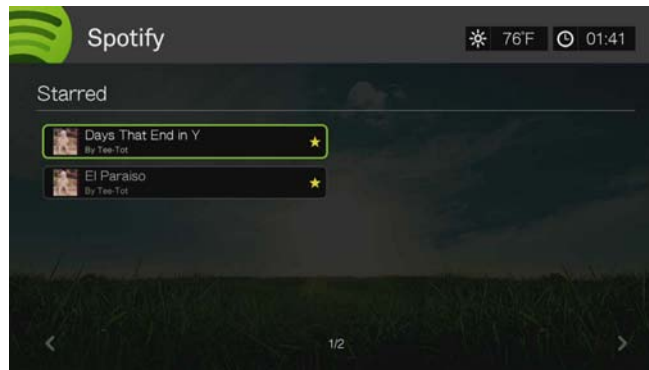 Spotify
76°F
01:41
Starred
Days That End in Y
By Tee-Tot
El Paraiso
By Tee-Tot
1/2